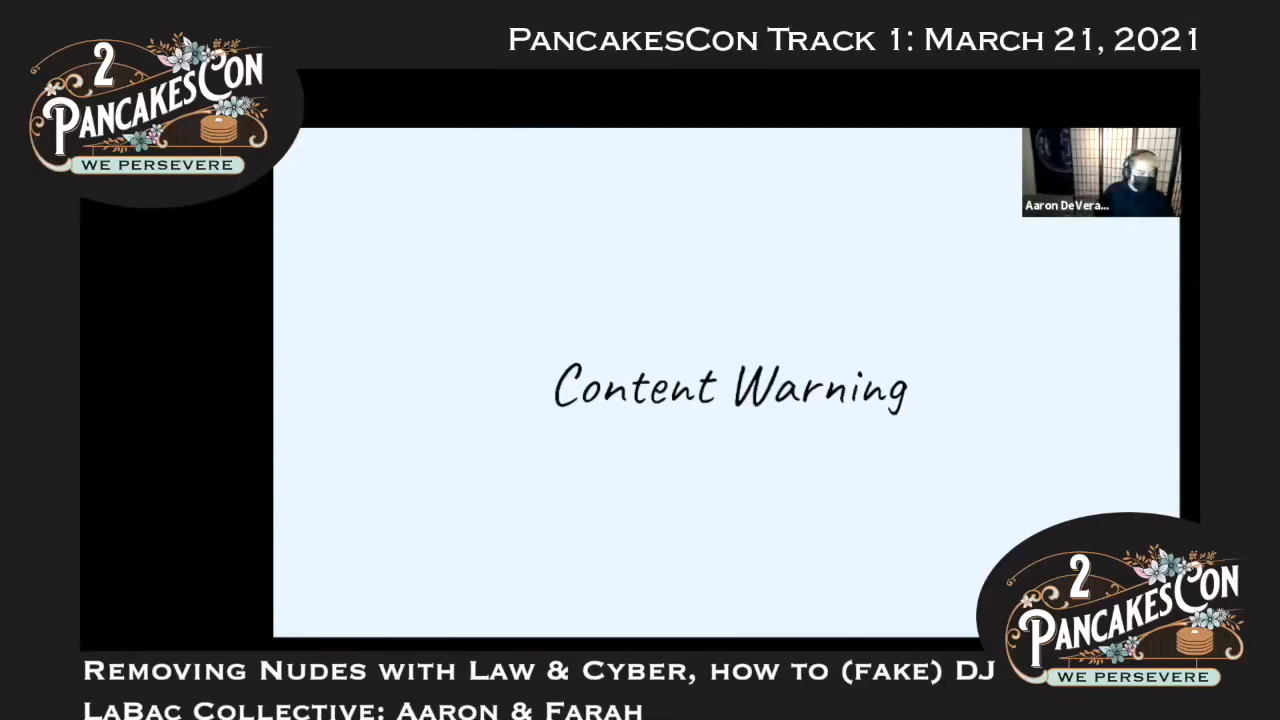 PancakesCon Track 1: March 21, 2021
2
PancakesCon
WE PERSEVERE
Aaron DeVera...
Content Warning
2
PancakesCon
WE PERSEVERE
Removing Nudes with Law & Cyber, how to (fake) DJ
LaBac Collective: Aaron & Farah